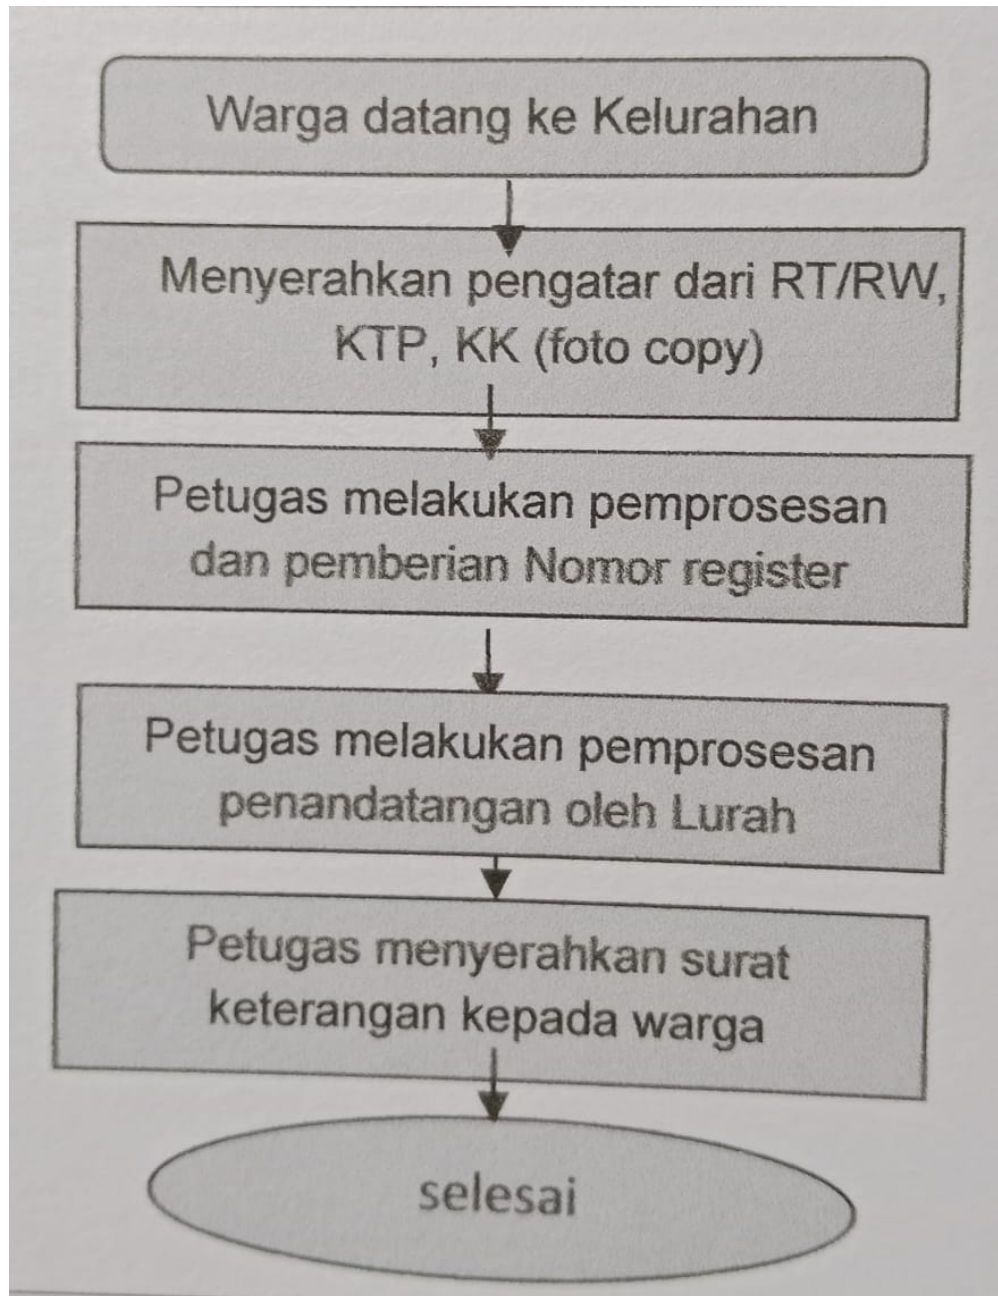 Warga datang ke Kelurahan
Menyerahkan pengatar dari RT/RW,
KTP, KK (foto copy)
Petugas melakukan pemprosesan
dan pemberian Nomor register
Petugas melakukan pemprosesan
penandatangan oleh Lurah
Petugas menyerahkan surat
keterangan kepada warga
selesai